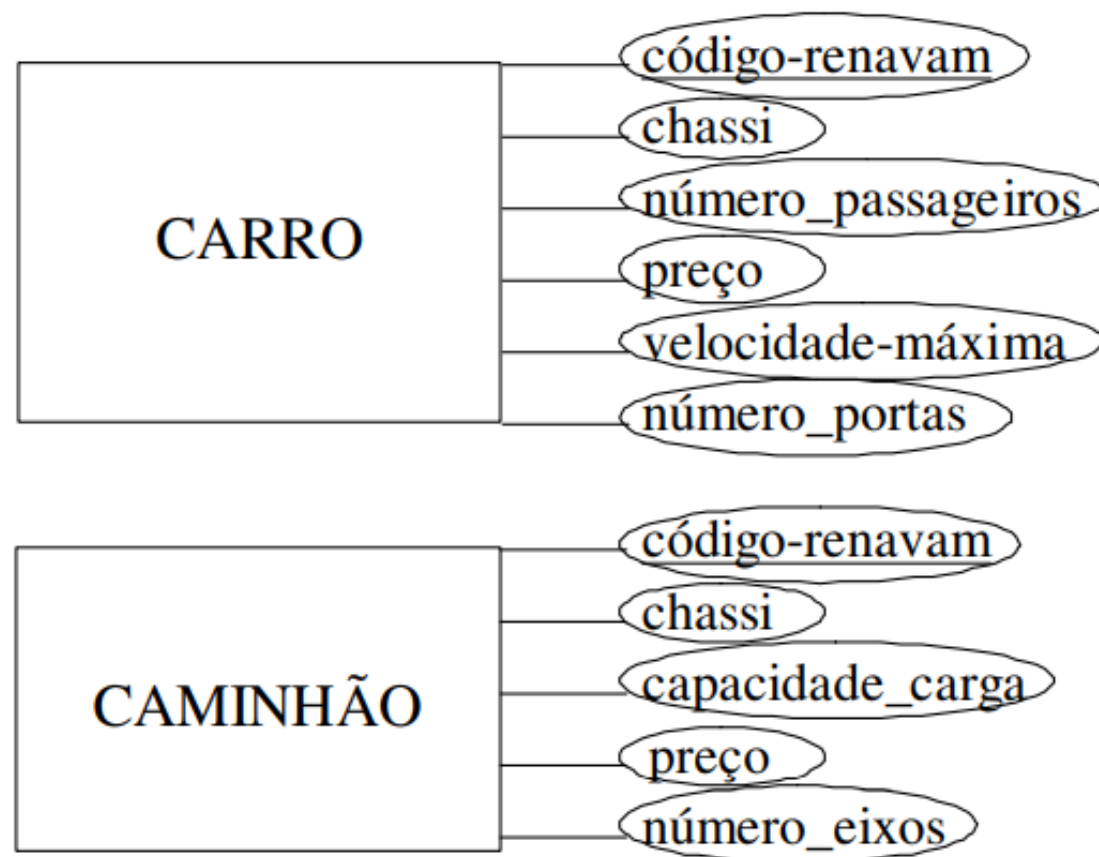 código-renavam
chassi
número_passageiros
CARRO
preço
velocidade-máxima
número_portas
código-renavam
chassi
capacidade_carga
CAMINHÃO
preço
número_eixos